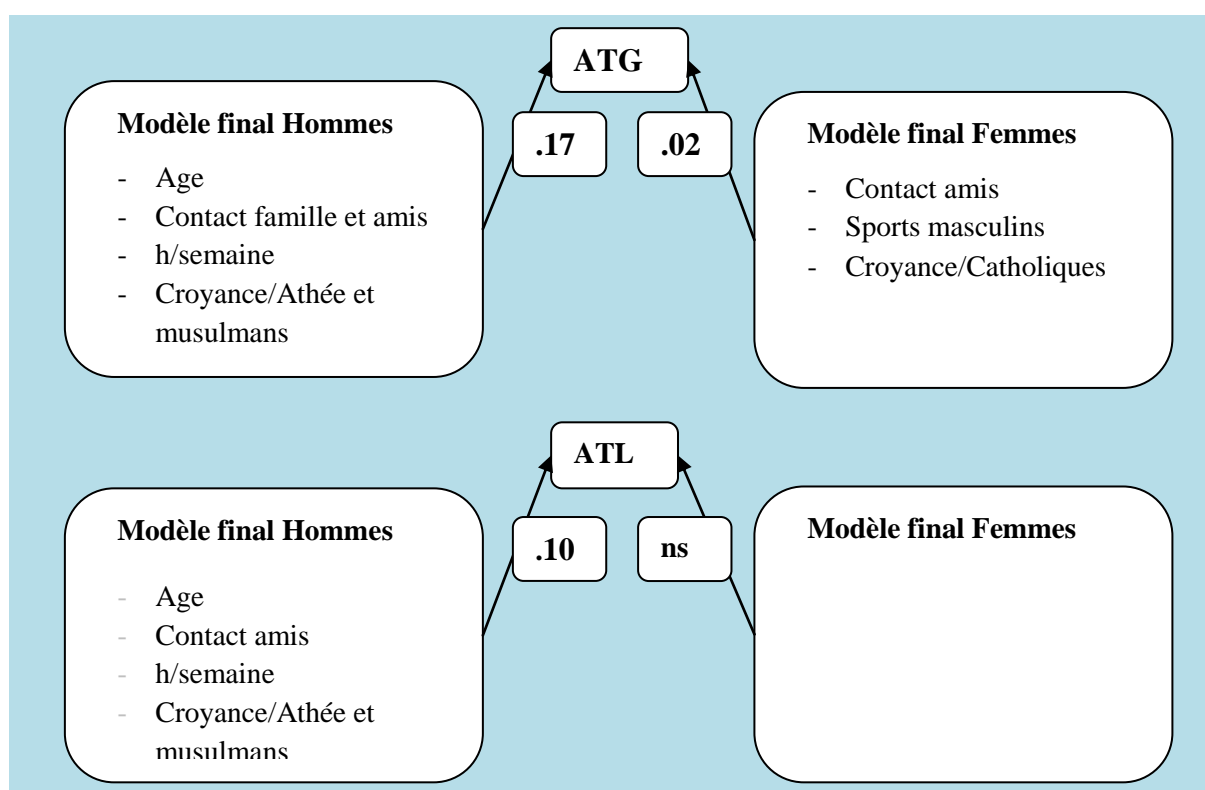 ATG
.17
.02
Modèle final Hommes
- Age
- Contact famille et amis
- h/semaine
- Croyance/Athée et
musulmans
Modèle final Femmes
- Contact amis
- Sports masculins
- Croyance/Catholiques
ATL
.10
ns
Modèle final Hommes
- Age
- Contact amis
- h/semaine
- Croyance/Athée et
musulmans
Modèle final Femmes